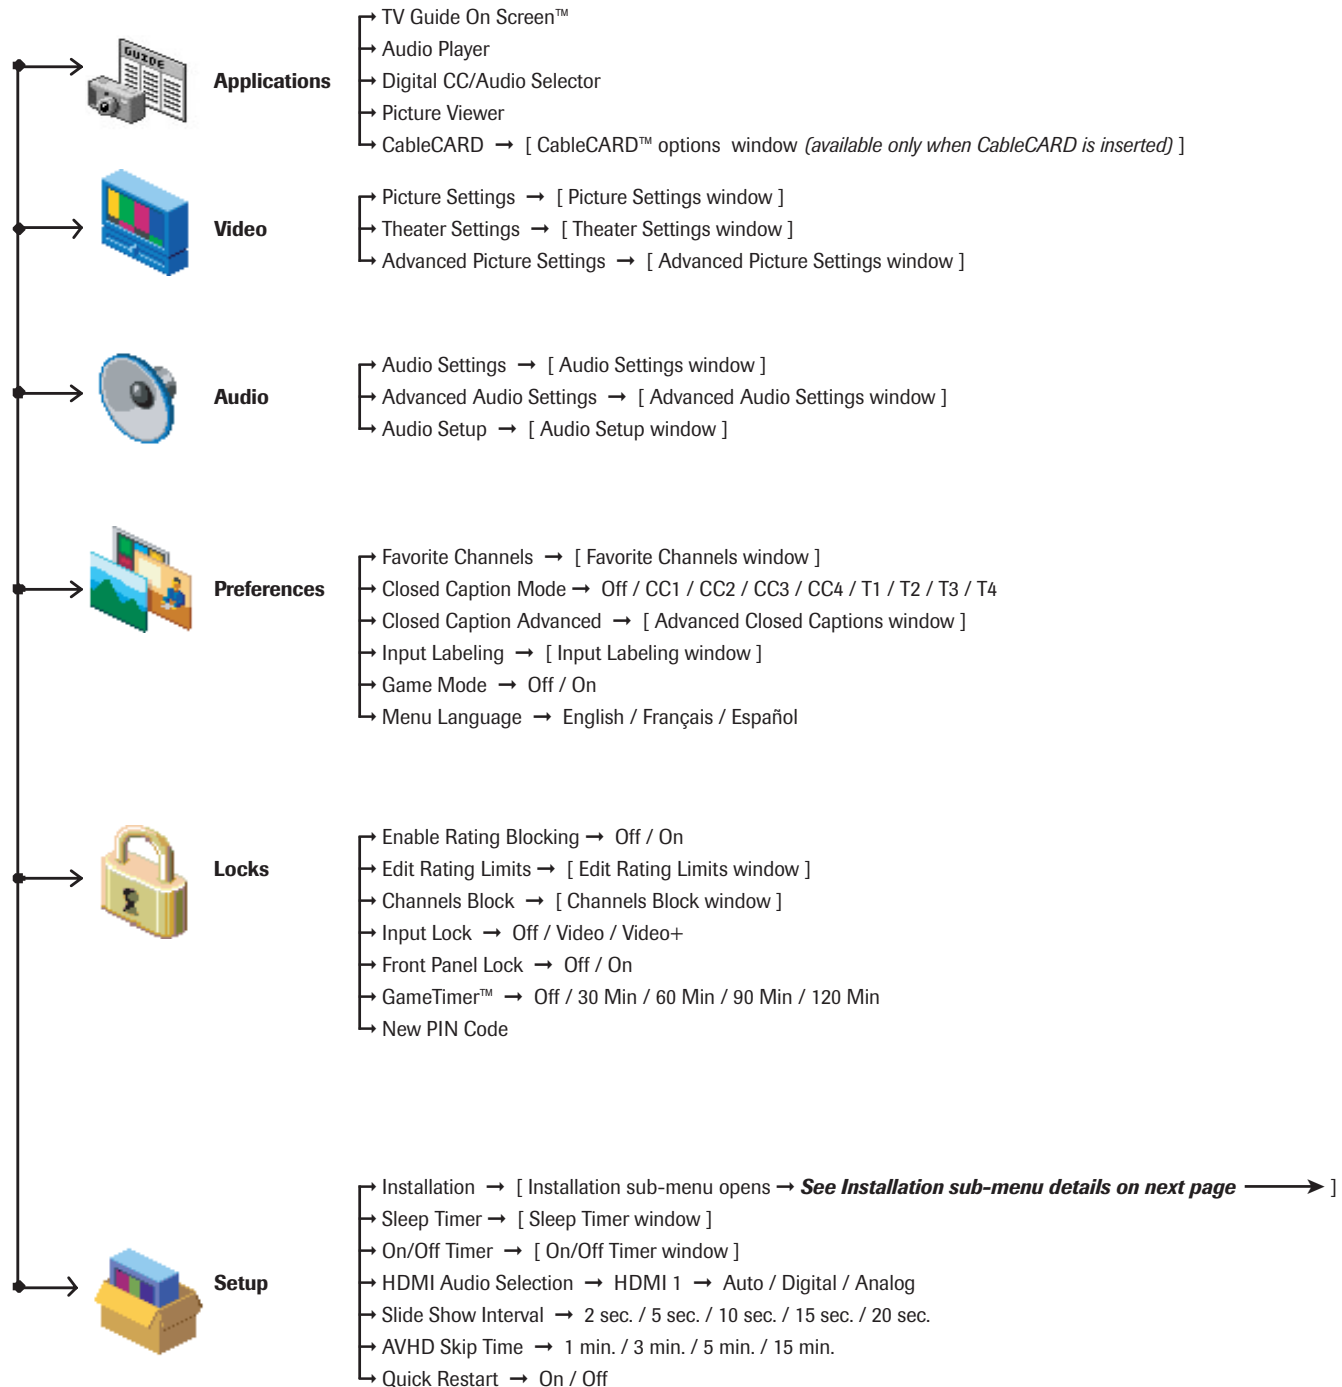 TV Guide On Screen™
Audio Player
Digital CC/Audio Selector
Picture Viewer
CableCARD → [ CableCARD™ options window (available only when CableCARD is inserted) ]
GUIDE
Applications
Picture Settings → [ Picture Settings window ]
Theater Settings → [ Theater Settings window ]
Advanced Picture Settings → [ Advanced Picture Settings window ]
Video
Audio Settings → [ Audio Settings window ]
Advanced Audio Settings → [ Advanced Audio Settings window ]
Audio Setup → [ Audio Setup window ]
Audio
Favorite Channels → [ Favorite Channels window ]
Closed Caption Mode → Off / CC1 / CC2 / CC3 / CC4 / T1 / T2 / T3 / T4
Closed Caption Advanced → [ Advanced Closed Captions window ]
Input Labeling → [ Input Labeling window ]
Game Mode → Off / On
Menu Language → English / Français / Español
Preferences
Enable Rating Blocking → Off / On
Edit Rating Limits → [ Edit Rating Limits window ]
Channels Block → [ Channels Block window ]
Input Lock → Off / Video / Video+
Front Panel Lock → Off / On
GameTimer™ → Off / 30 Min / 60 Min / 90 Min / 120 Min
New PIN Code
Locks
Installation → [ Installation sub-menu opens → See Installation sub-menu details on next page → ]
Sleep Timer → [ Sleep Timer window ]
On/Off Timer → [ On/Off Timer window ]
HDMI Audio Selection → HDMI 1 → Auto / Digital / Analog
Slide Show Interval → 2 sec. / 5 sec. / 10 sec. / 15 sec. / 20 sec.
AVHD Skip Time → 1 min. / 3 min. / 5 min. / 15 min.
Quick Restart → On / Off
Setup